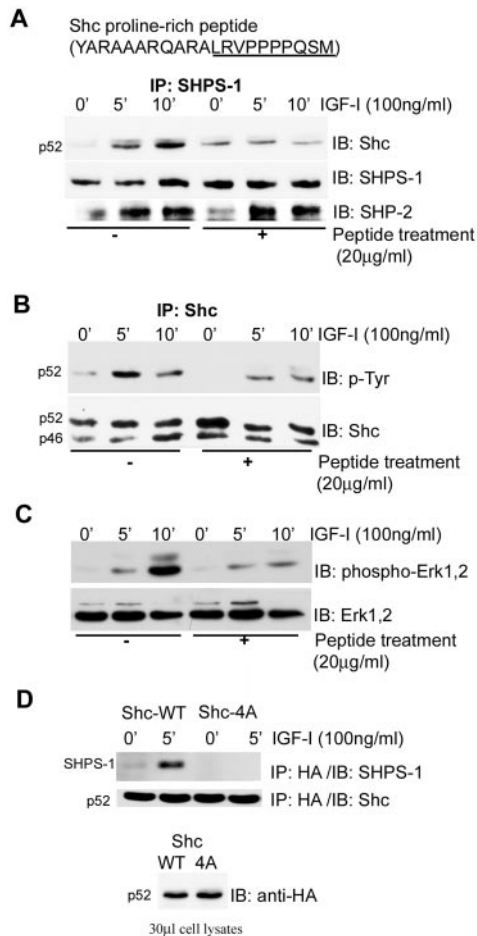 A
Shc proline-rich peptide
(YARAAARQARALRVPPPPQSM)
IP: SHPS-1
0' 5' 10' 0' 5' 10' IGF-I (100ng/ml)
p52 IB: Shc
IB: SHPS-1
IB: SHP-2
- + Peptide treatment
(20μg/ml)
B
IP: Shc
0' 5' 10' 0' 5' 10' IGF-I (100ng/ml)
p52 IB: p-Tyr
p52
IB: Shc
p46
- + Peptide treatment
(20μg/ml)
C
0' 5' 10' 0' 5' 10' IGF-I (100ng/ml)
IB: phospho-Erk1,2
IB: Erk1,2
- + Peptide treatment
(20μg/ml)
D
Shc-WT Shc-4A
0' 5' 0' 5' IGF-I (100ng/ml)
SHPS-1 IP: HA /IB: SHPS-1
p52 IP: HA /IB: Shc
Shc
WT 4A
p52 IB: anti-HA
30μl cell lysates